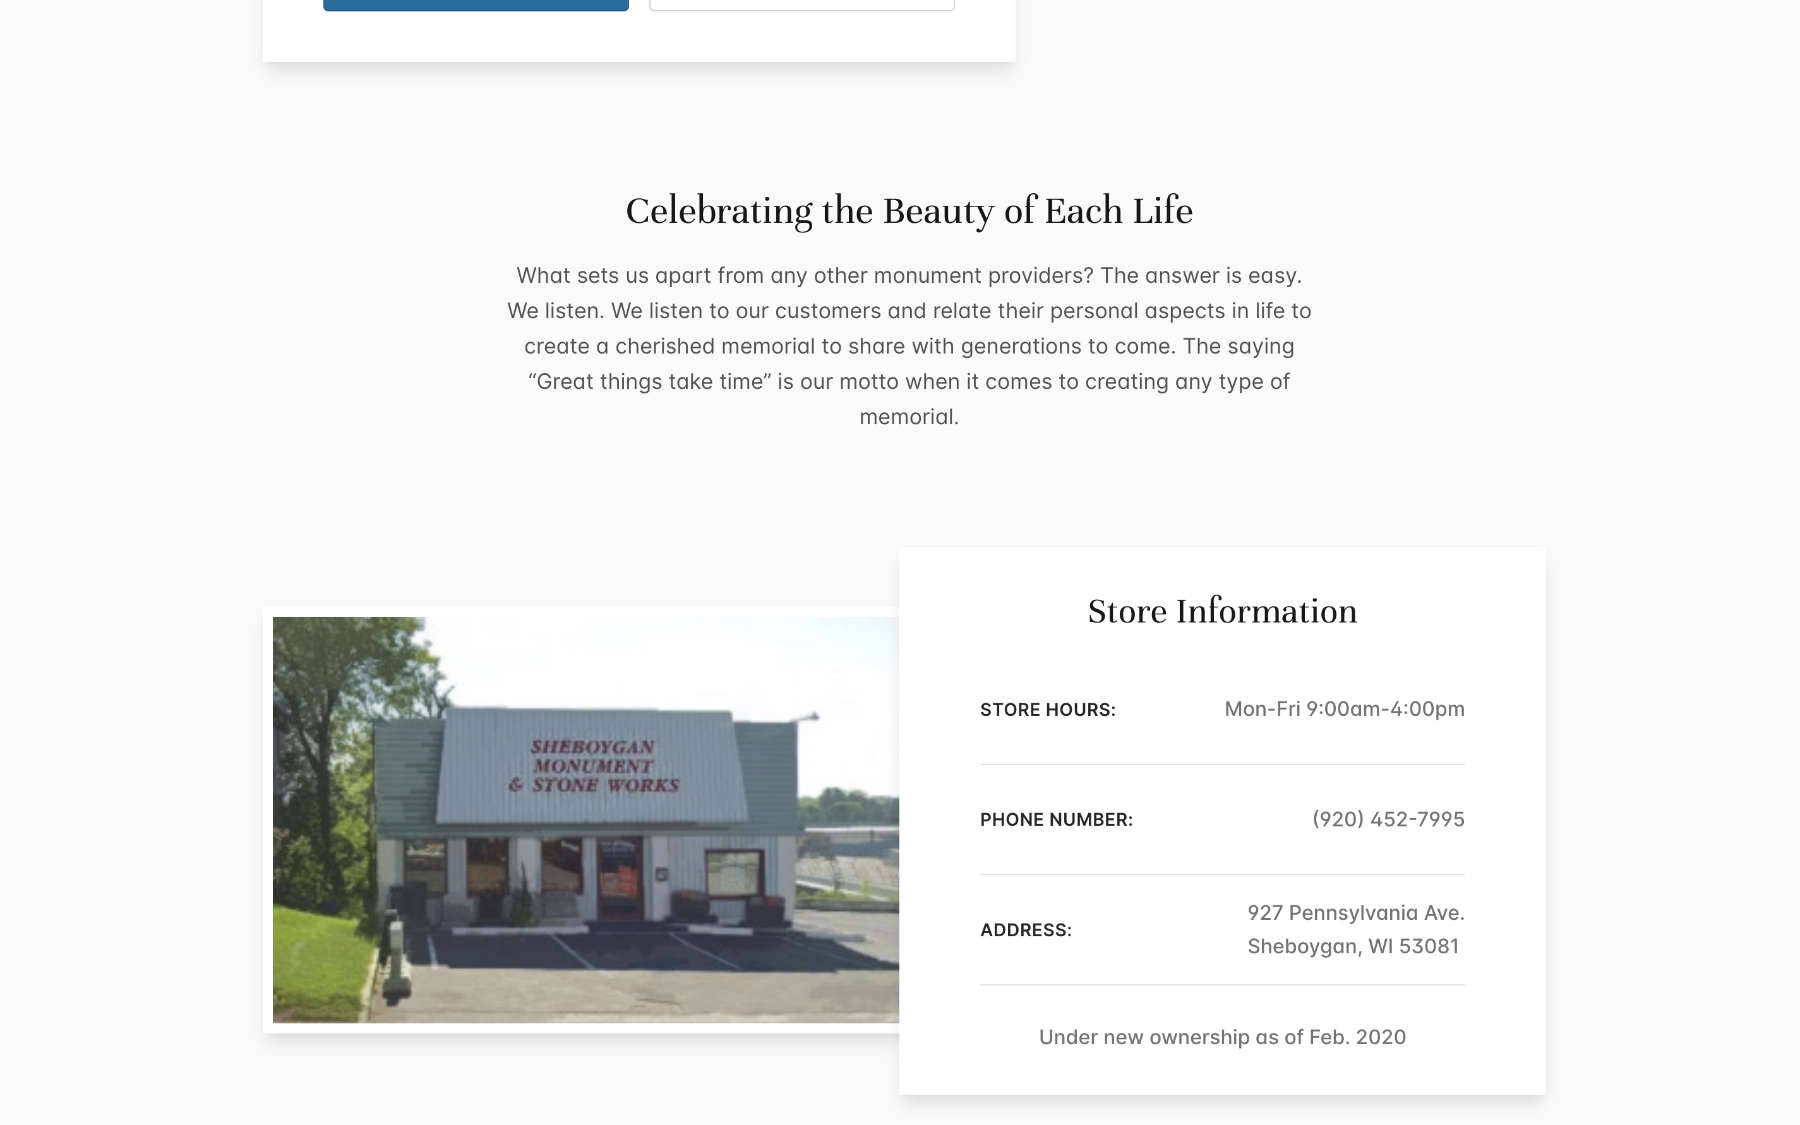 Celebrating the Beauty of Each Life
What sets us apart from any other monument providers? The answer is easy.
We listen. We listen to our customers and relate their personal aspects in life to
create a cherished memorial to share with generations to come. The saying
“Great things take time” is our motto when it comes to creating any type of
memorial.
SHEBOYGAN
MONUMENT
& STONE WORKS
Store Information
STORE HOURS: Mon-Fri 9:00am-4:00pm
PHONE NUMBER: (920) 452-7995
ADDRESS: 927 Pennsylvania Ave.
Sheboygan, WI 53081
Under new ownership as of Feb. 2020